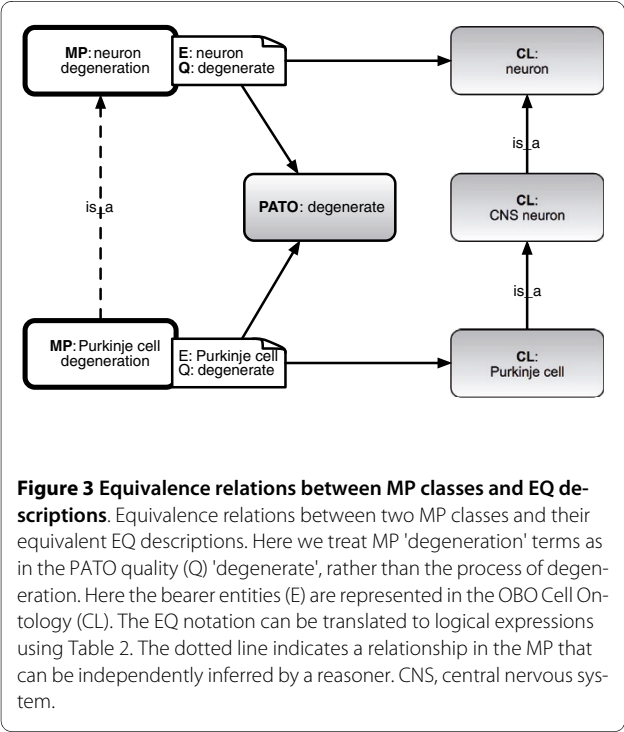 MP: neuron
degeneration
E: neuron
Q: degenerate
CL:
neuron
is_a
is_a
PATO: degenerate
CL:
CNS neuron
is_a
MP: Purkinje cell
degeneration
E: Purkinje cell
Q: degenerate
CL:
Purkinje cell
Figure 3 Equivalence relations between MP classes and EQ de-
scriptions. Equivalence relations between two MP classes and their
equivalent EQ descriptions. Here we treat MP 'degeneration' terms as
in the PATO quality (Q) 'degenerate', rather than the process of degen-
eration. Here the bearer entities (E) are represented in the OBO Cell On-
tology (CL). The EQ notation can be translated to logical expressions
using Table 2. The dotted line indicates a relationship in the MP that
can be independently inferred by a reasoner. CNS, central nervous sys-
tem.